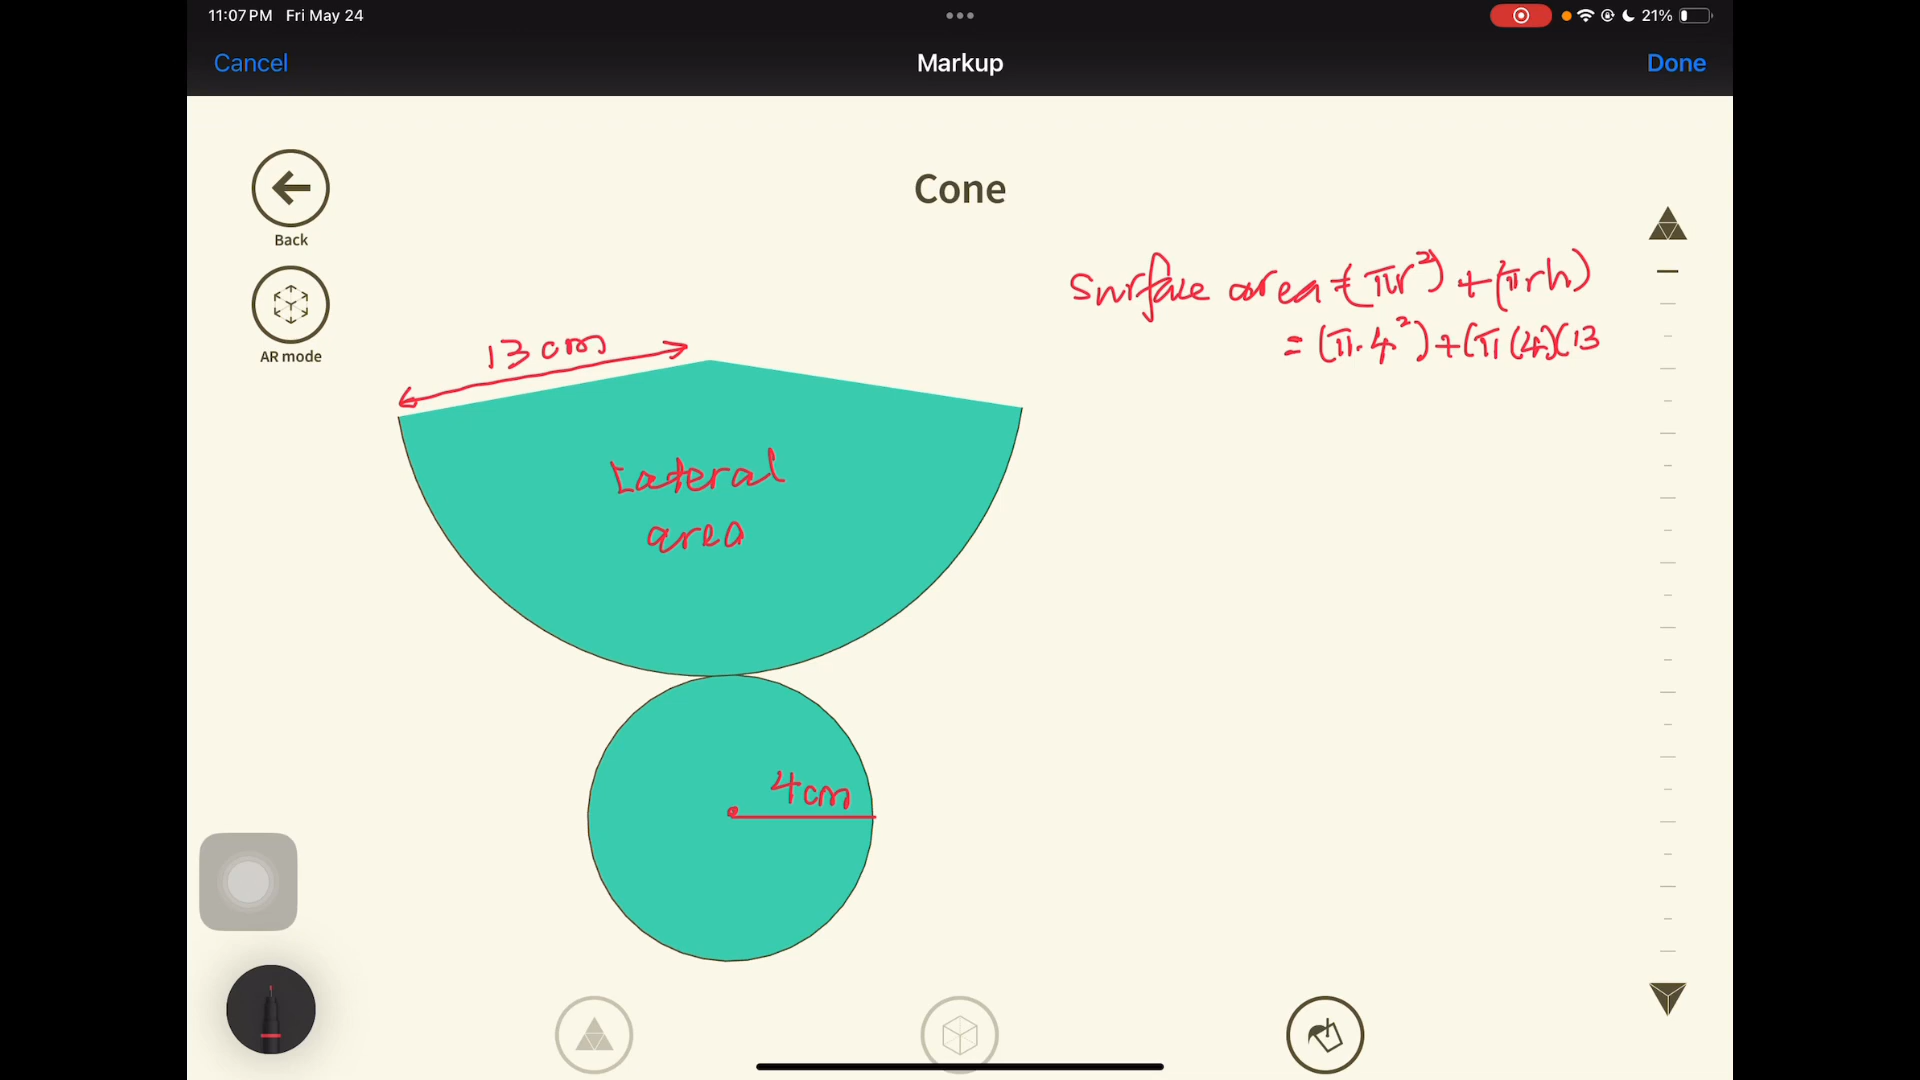 11:07 PM Fri May 24
21%
Cancel
Markup
Done
Cone
Back
AR mode
Surface area = (πr²) + (πrh)
= (π.4²) + (π(4)(13
13 cm
Lateral
area
4cm